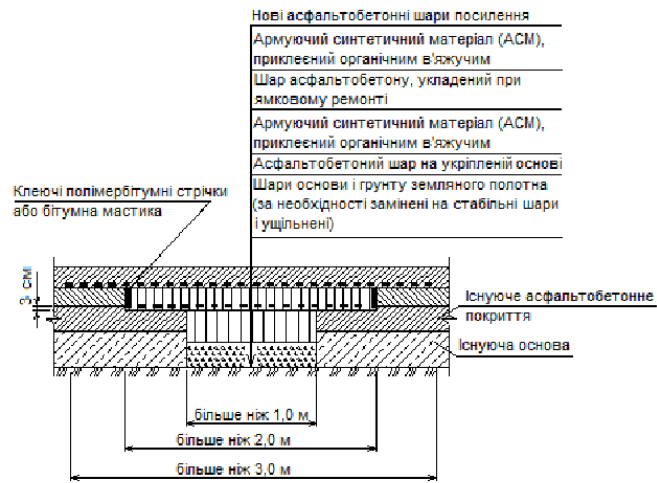 Нові асфальтобетонні шари посилення
Армуючий синтетичний матеріал (АСМ),
приклеєний органічним в'яжучим
Шар асфальтобетону, укладений при
ямковому ремонті
Армуючий синтетичний матеріал (АСМ),
приклеєний органічним в'яжучим
Асфальтобетоний шар на укріпленій основі
Шари основи і грунту земляного полотна
(за необхідності замінені на стабільні шари
і ущільнені)
Клеючі полімербітумні стрічки
або бітумна мастика
3 смі
Існуюче асфальтобетонне
покриття
Існуюча основа
більше ніж 1,0 м
більше ніж 2,0 м
більше ніж 3,0 м